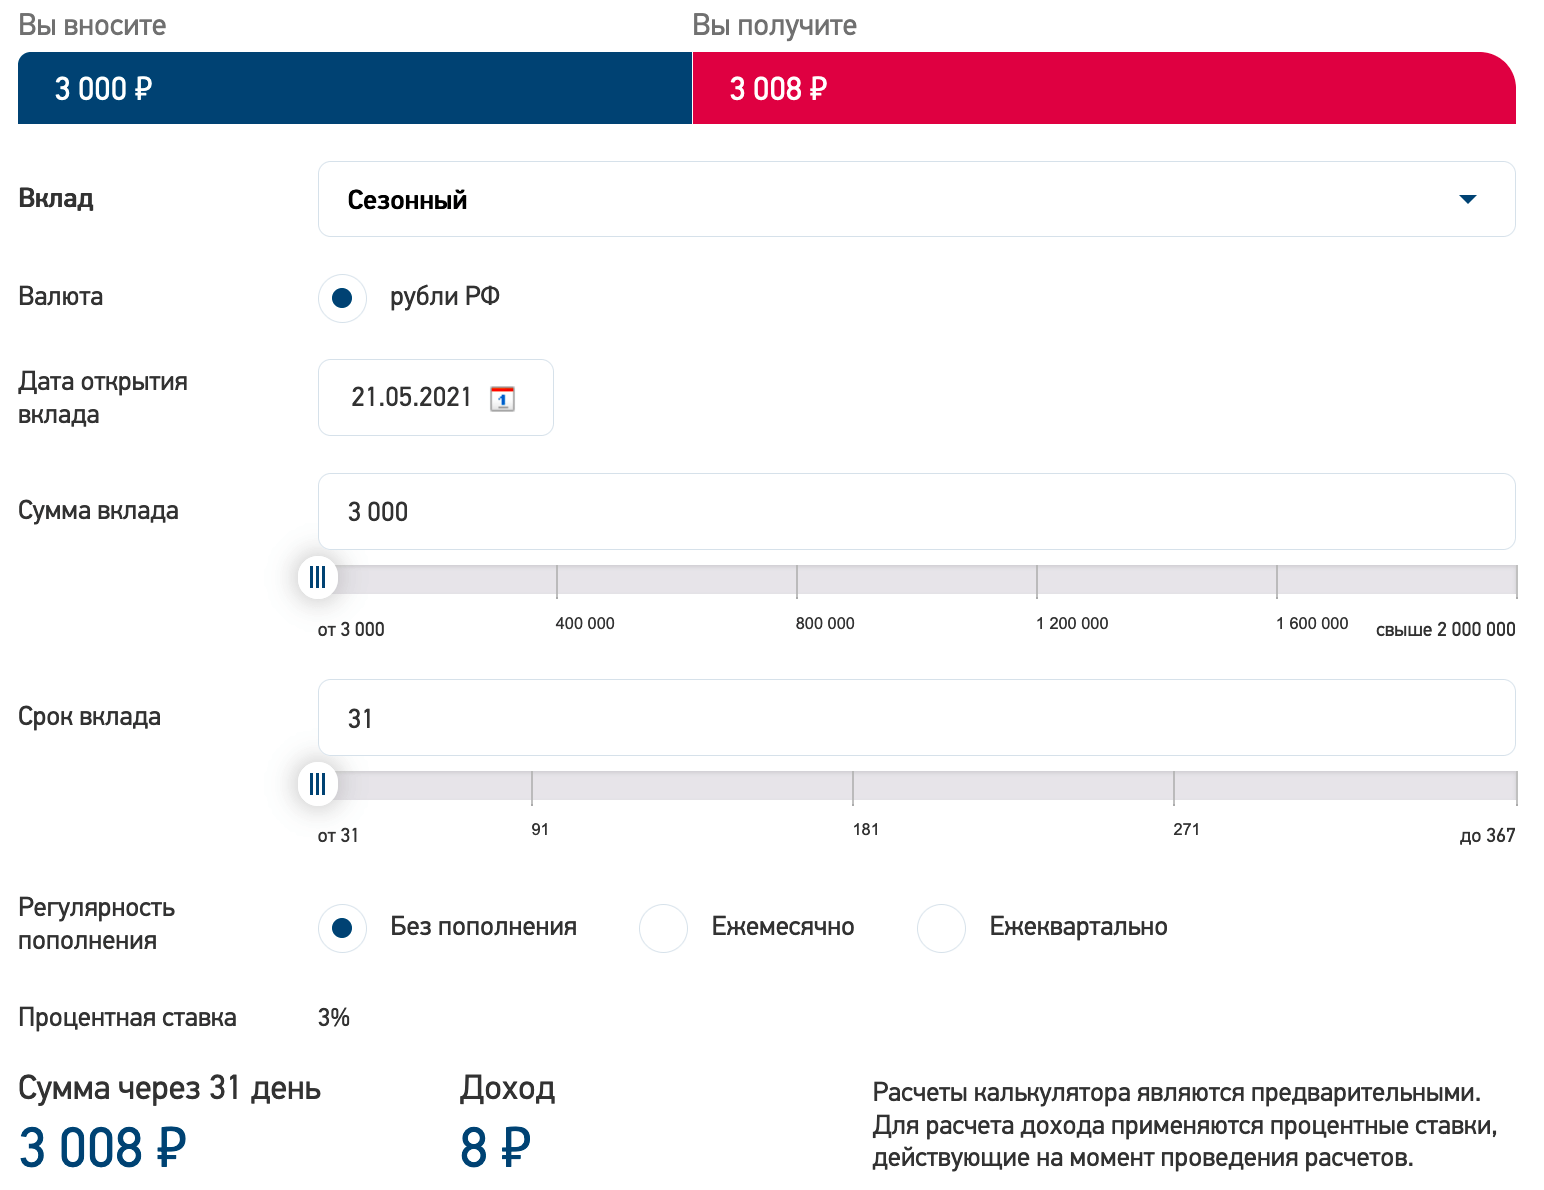 Вы вносите
Вы получите
3 000 ₽
3 008 ₽
Вклад
Сезонный
Валюта
рубли РФ
Дата открытия
вклада
21.05.2021
1
Сумма вклада
3 000
от 3 000
400 000
800 000
1 200 000
1 600 000
свыше 2 000 000
Срок вклада
31
от 31
91
181
271
до 367
Регулярность
пополнения
Без пополнения
Ежемесячно
Ежеквартально
Процентная ставка
3%
Сумма через 31 день
3 008 ₽
Доход
8 ₽
Расчеты калькулятора являются предварительными.
Для расчета дохода применяются процентные ставки,
действующие на момент проведения расчетов.